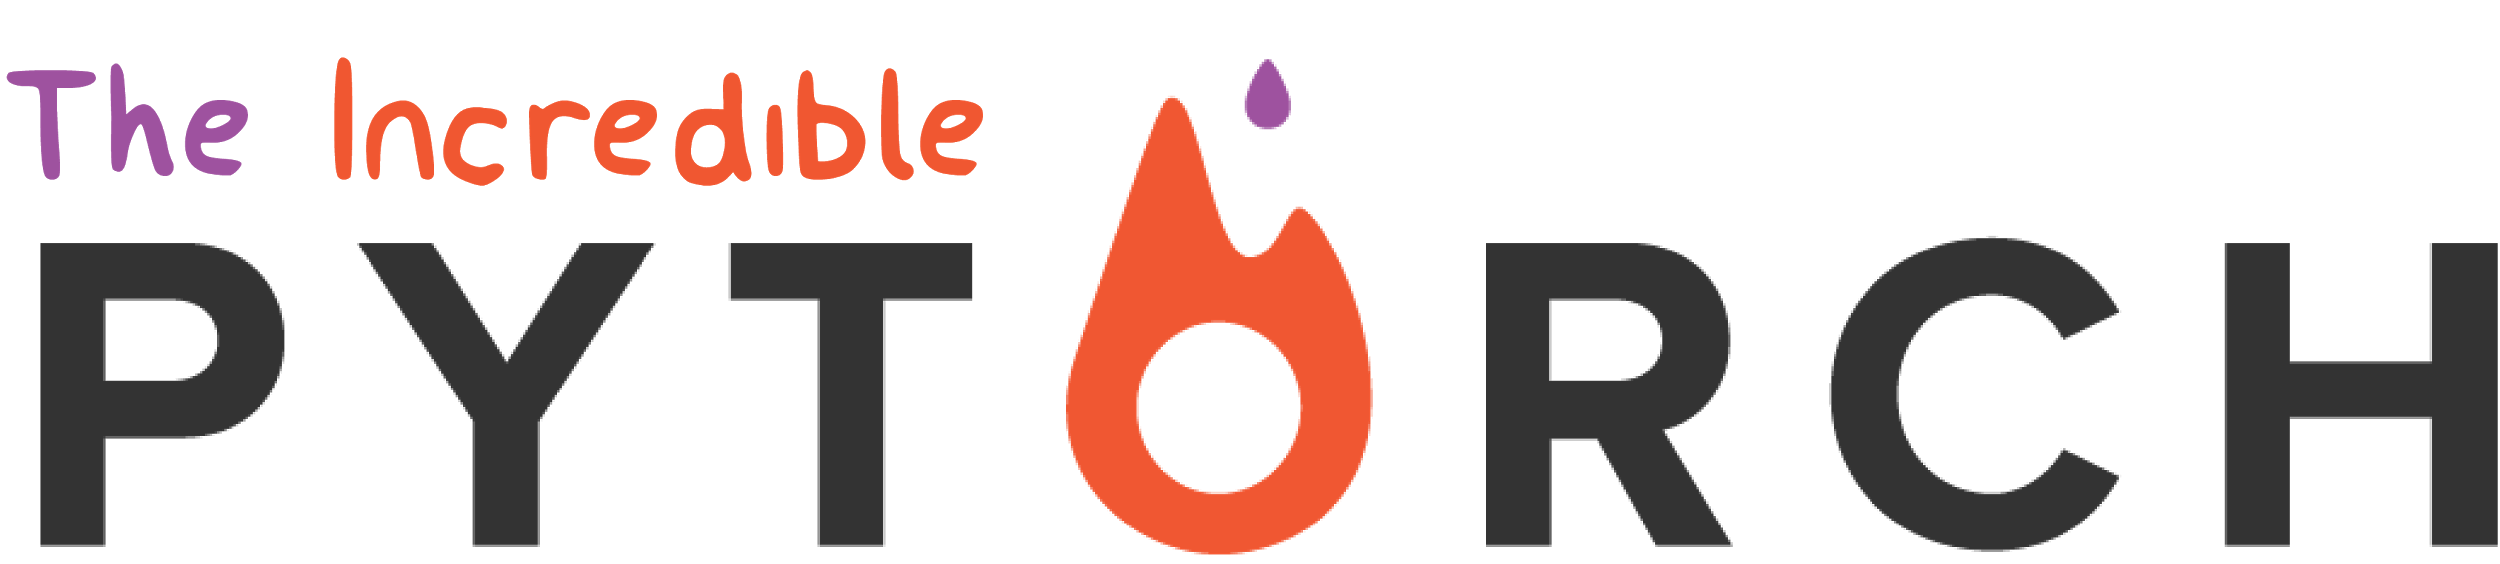 The Incredible
PYTORCH